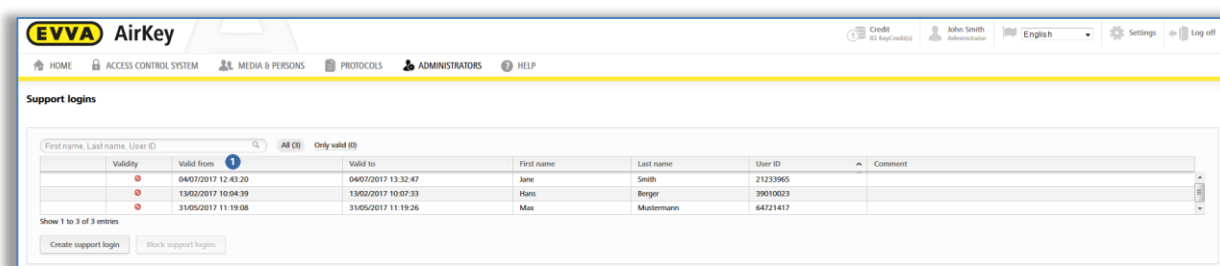 EVVA AirKey
Credit
83 KeyCredit(s)
John Smith
Administrator
English
Settings
Log off
HOME ACCESS CONTROL SYSTEM MEDIA & PERSONS PROTOCOLS ADMINISTRATORS HELP
Support logins
First name, Last name, User ID All (3) Only valid (0)
Validity Valid from 1 Valid to First name Last name User ID Comment
04/07/2017 12:43:20 04/07/2017 13:32:47 Jane Smith 21233965
13/02/2017 10:04:39 13/02/2017 10:07:33 Hans Berger 39010023
31/05/2017 11:19:08 31/05/2017 11:19:26 Max Mustermann 64721417
Show 1 to 3 of 3 entries
Create support login Block support logins